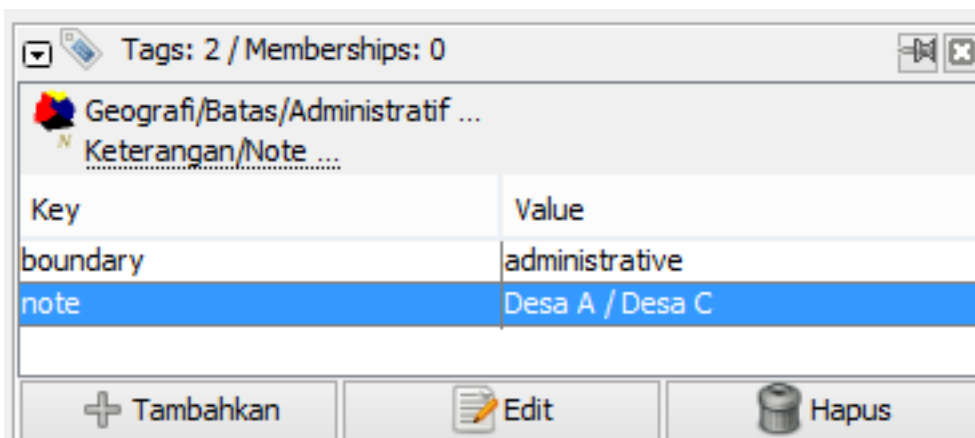 Tags: 2 / Memberships: 0
Geografi/Batas/Administratif ...
N Keterangan/Note ...
Key Value
boundary administrative
note Desa A / Desa C
Tambahkan Edit Hapus